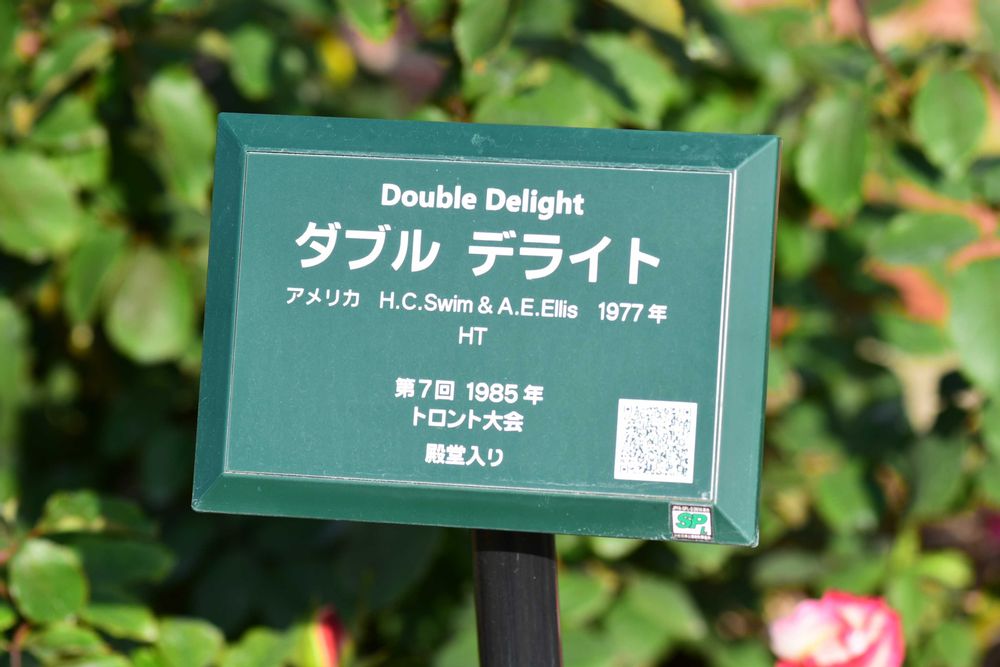 Double Delight
ダブル デライト
アメリカ H.C.Swim & A.E.Ellis 1977年
HT
第7回 1985年
トロント大会
殿堂入り
SP